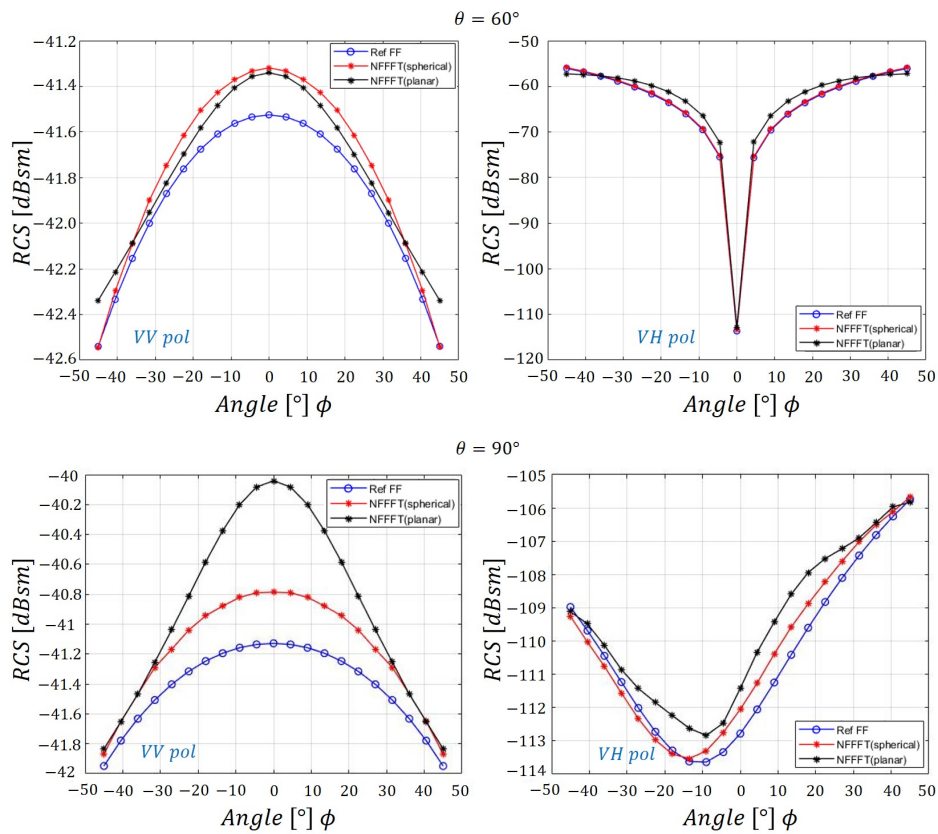 θ = 60°
RCS [dBsm]
−41.2
−41.4
−41.6
−41.8
−42.0
−42.2
−42.4
−42.6
Ref FF
NFFFT(spherical)
NFFFT(planar)
VV pol
−50 −40 −30 −20 −10 0 10 20 30 40 50
Angle [°] ϕ
RCS [dBsm]
−50
−60
−70
−80
−90
−100
−110
−120
Ref FF
NFFFT(spherical)
NFFFT(planar)
VH pol
−50 −40 −30 −20 −10 0 10 20 30 40 50
Angle [°] ϕ
θ = 90°
RCS [dBsm]
−40
−40.2
−40.4
−40.6
−40.8
−41
−41.2
−41.4
−41.6
−41.8
−42
Ref FF
NFFFT(spherical)
NFFFT(planar)
VV pol
−50 −40 −30 −20 −10 0 10 20 30 40 50
Angle [°] ϕ
RCS [dBsm]
−105
−106
−107
−108
−109
−110
−111
−112
−113
−114
Ref FF
NFFFT(spherical)
NFFFT(planar)
VH pol
−50 −40 −30 −20 −10 0 10 20 30 40 50
Angle [°] ϕ